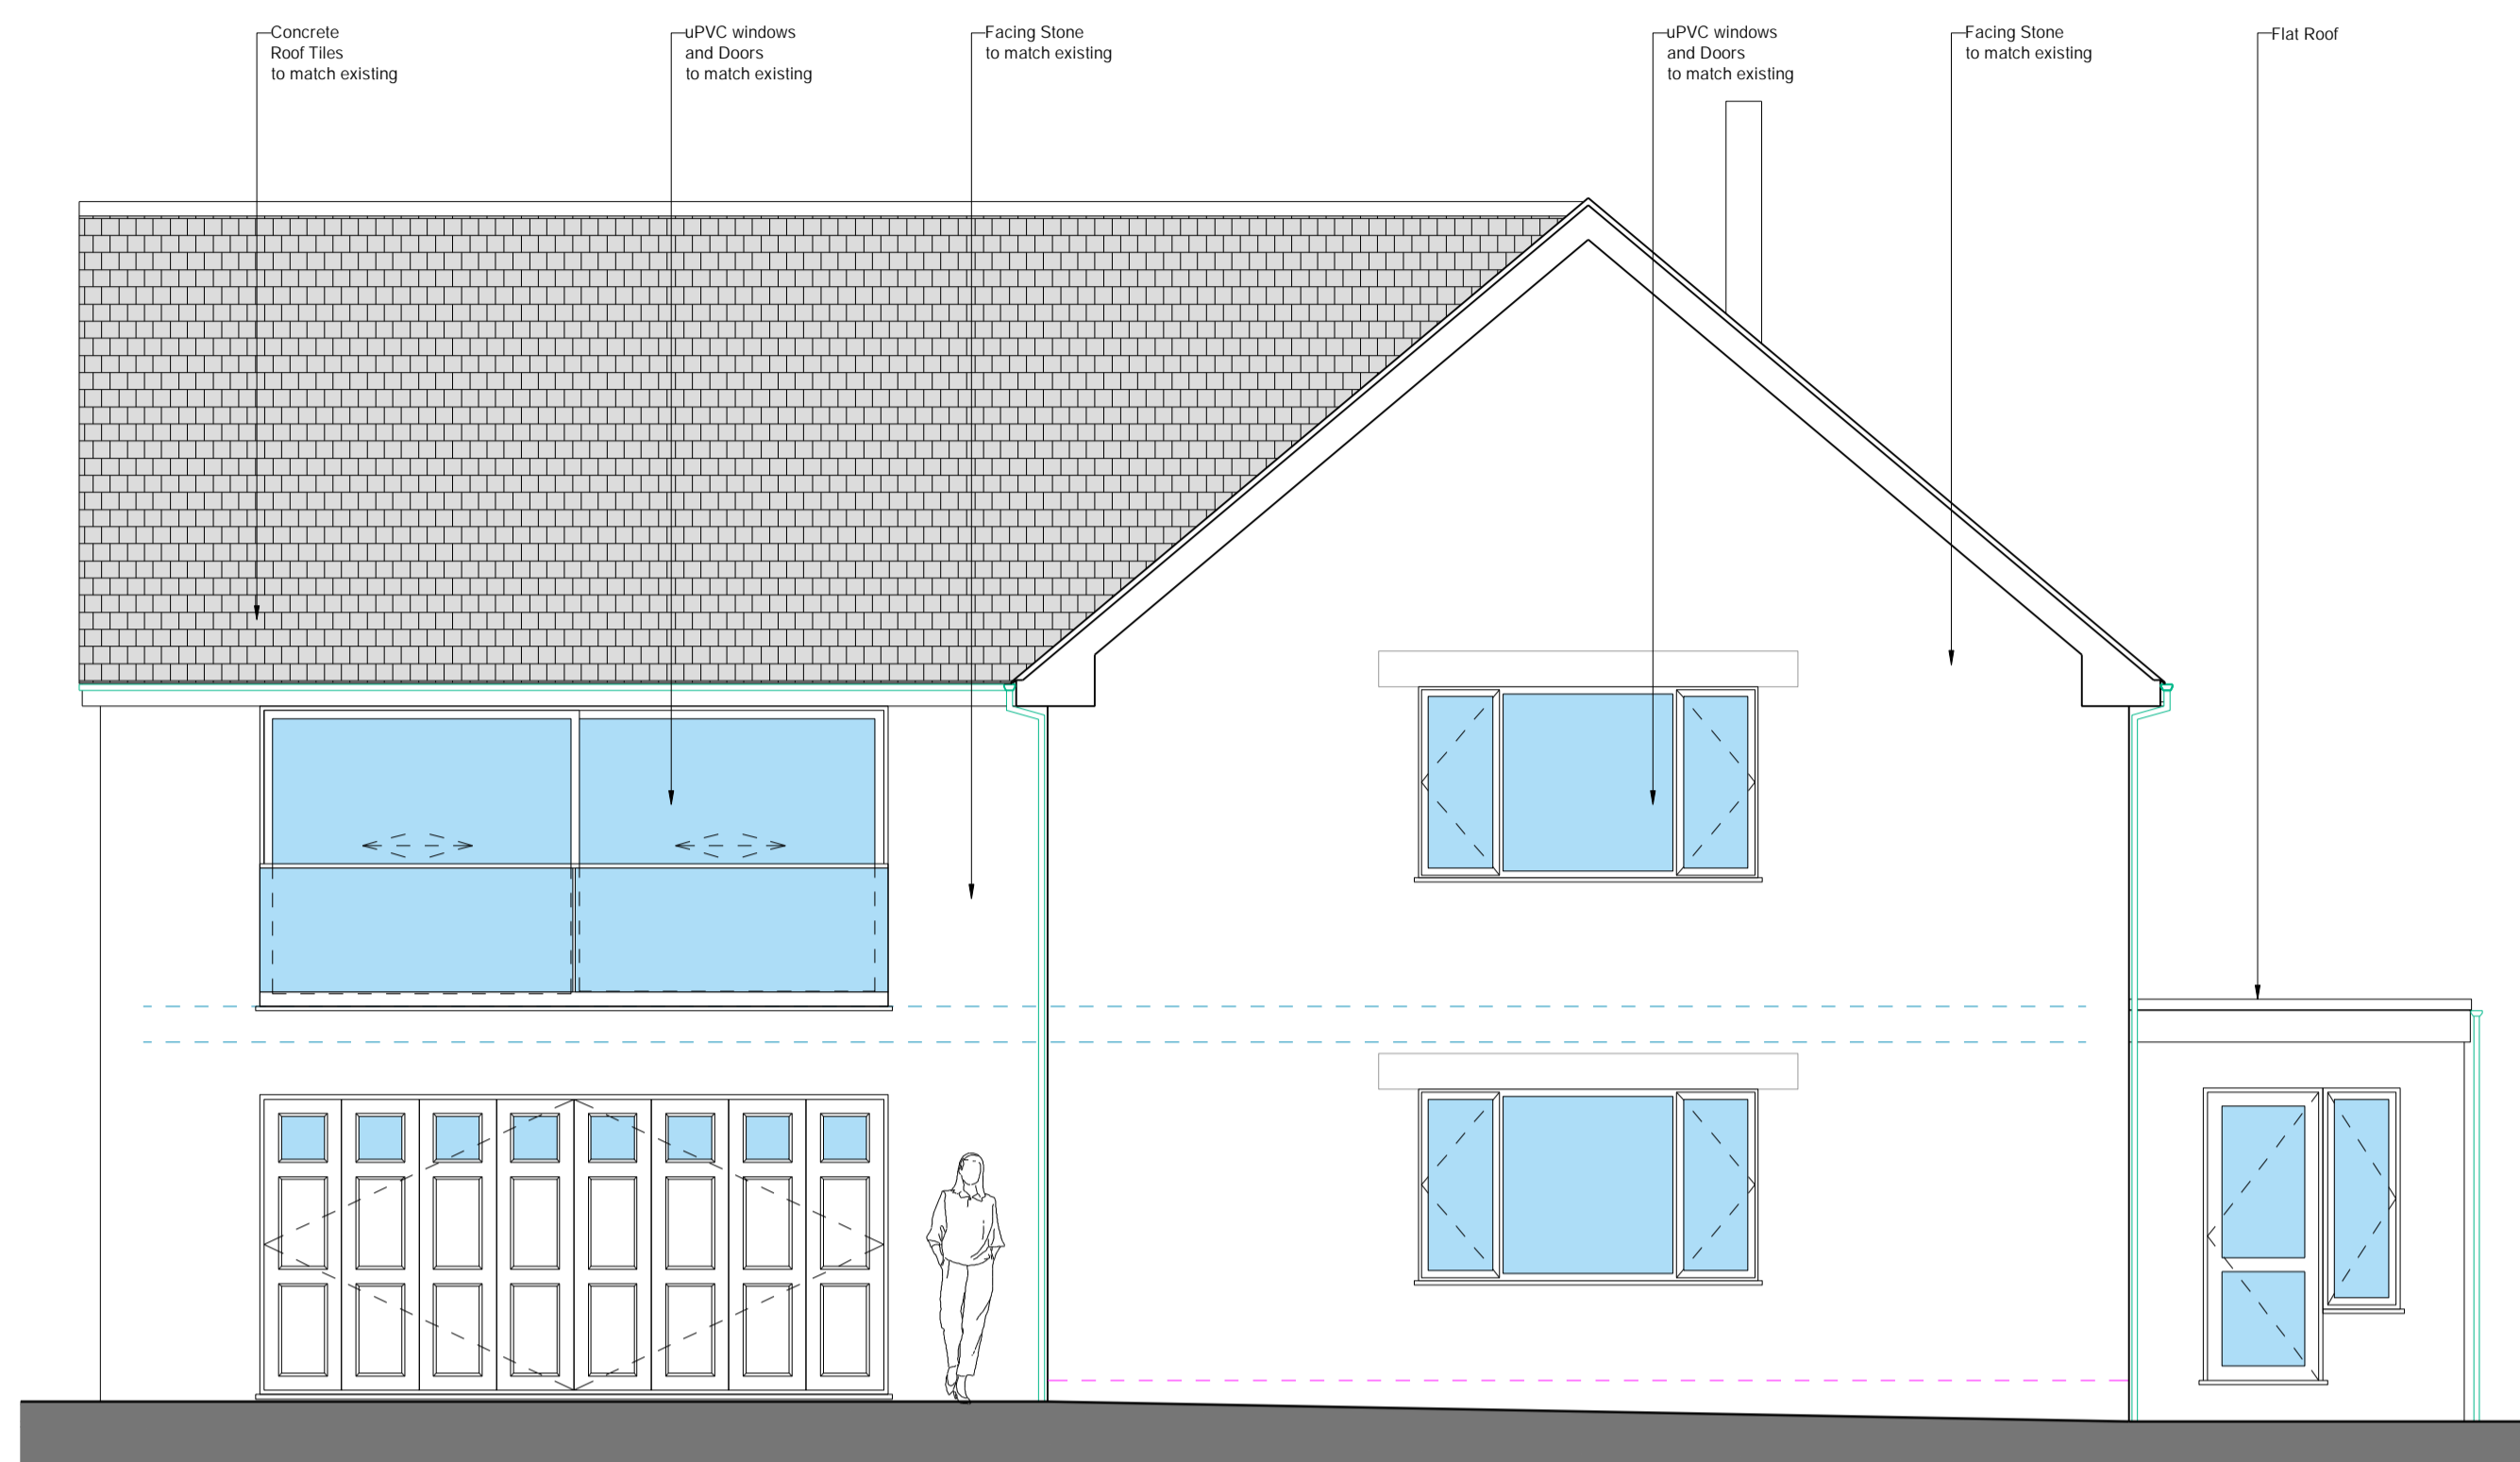 Concrete
Roof Tiles
to match existing
uPVC windows
and Doors
to match existing
Facing Stone
to match existing
uPVC windows
and Doors
to match existing
Facing Stone
to match existing
Flat Roof